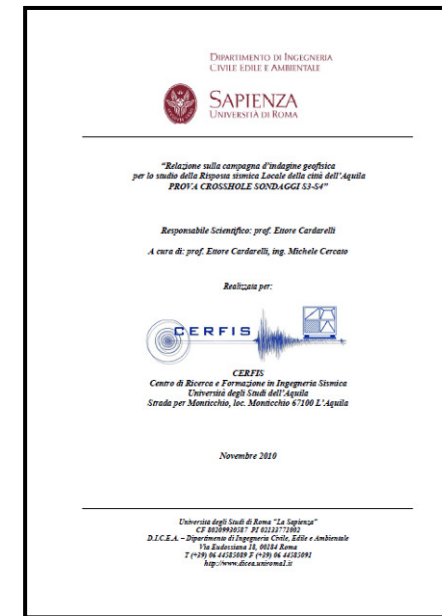 DIPARTIMENTO DI INGEGNERIA
CIVILE EDILE E AMBIENTALE
SAPIENZA
UNIVERSITÀ DI ROMA
"Relazione sulla campagna d'indagine geofisica
per lo studio della Risposta sismica Locale della città dell'Aquila
PROVA CROSSHOLE SONDAGGI S3-S4"
Responsabile Scientifico: prof. Ettore Cardarelli
A cura di: prof. Ettore Cardarelli, ing. Michele Cercato
Realizzata per:
CERFIS
CERFIS
Centro di Ricerca e Formazione in Ingegneria Sismica
Università degli Studi dell'Aquila
Strada per Monticchio, loc. Monticchio 67100 L'Aquila
Novembre 2010
Università degli Studi di Roma "La Sapienza"
CF 80209930587 PI 02133771002
D.I.C.E.A. – Dipartimento di Ingegneria Civile, Edile e Ambientale
Via Eudossiana 18, 00184 Roma
T (+39) 06 44585089 F (+39) 06 44585091
http://www.dicea.uniroma1.it